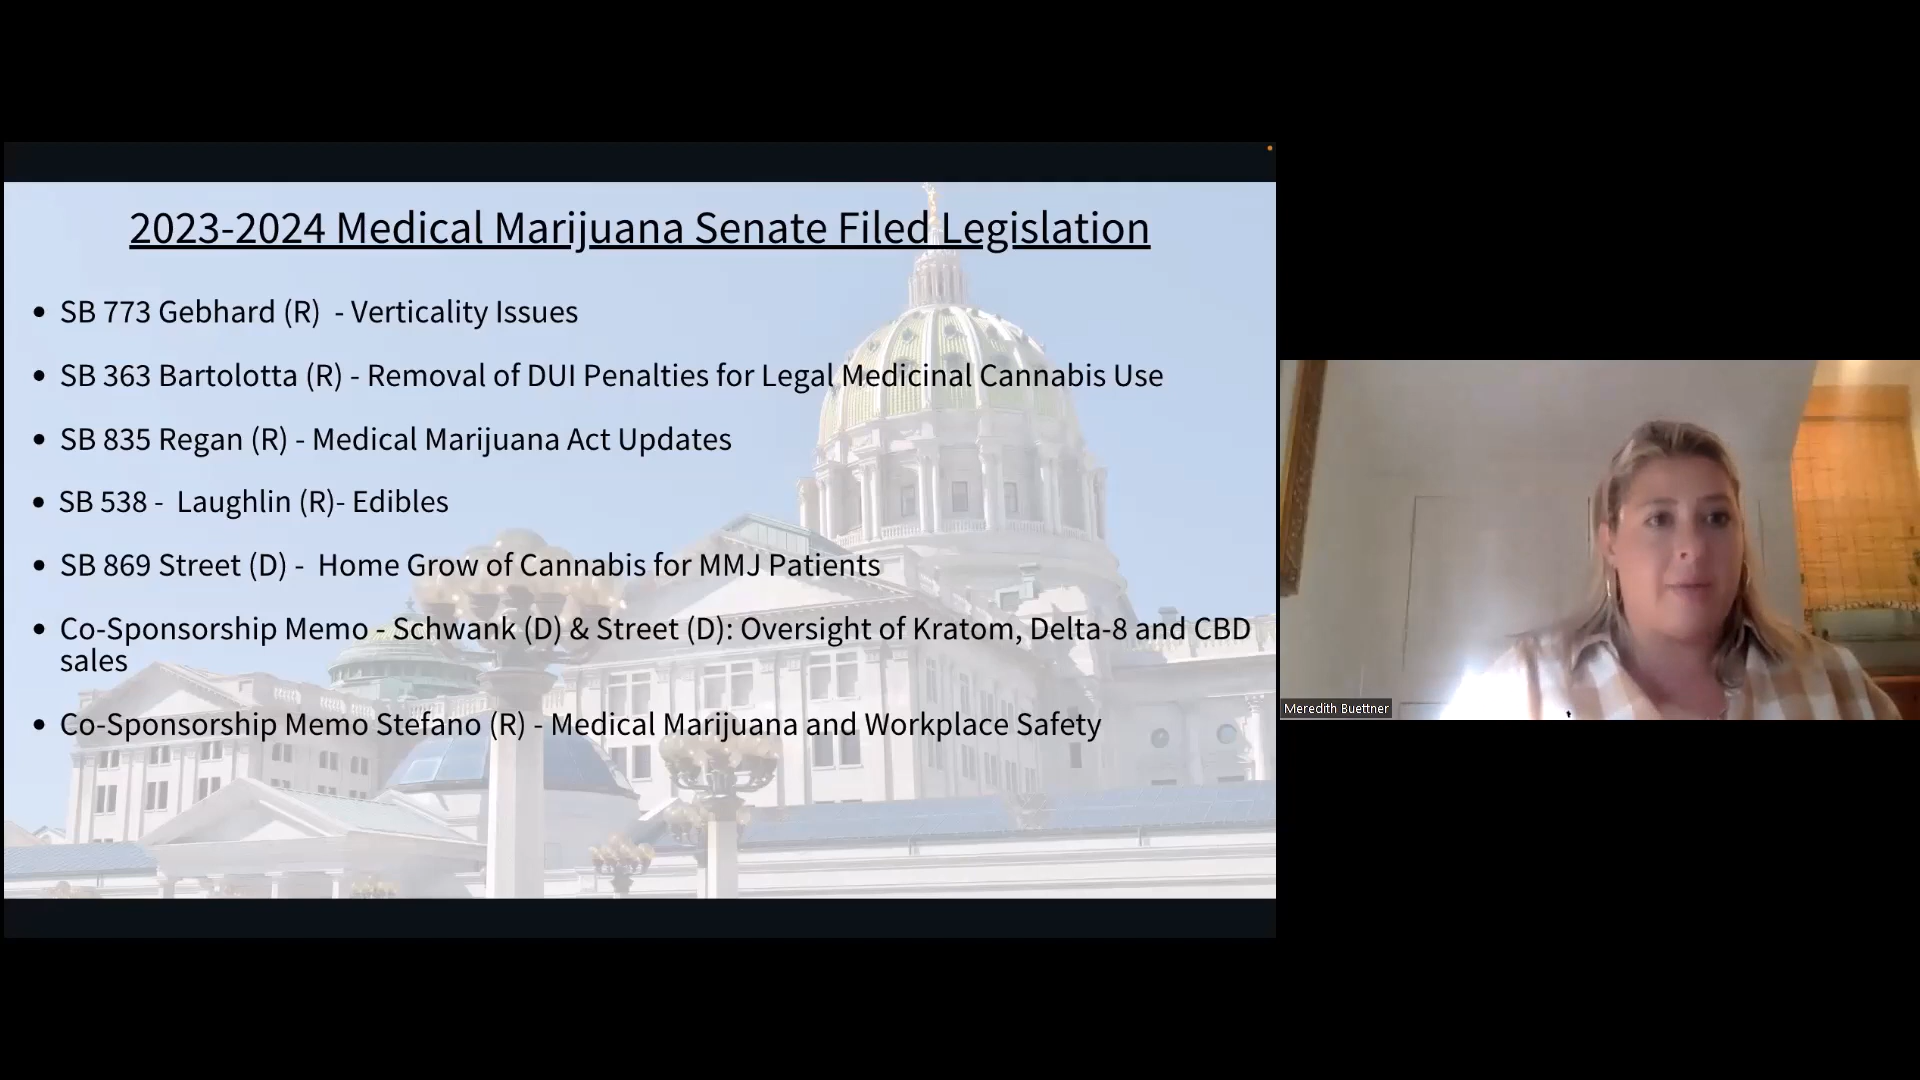 2023-2024 Medical Marijuana Senate Filed Legislation
• SB 773 Gebhard (R)  - Verticality Issues
• SB 363 Bartolotta (R) - Removal of DUI Penalties for Legal Medicinal Cannabis Use
• SB 835 Regan (R) - Medical Marijuana Act Updates
• SB 538 -  Laughlin (R)- Edibles
• SB 869 Street (D) -  Home Grow of Cannabis for MMJ Patients
• Co-Sponsorship Memo - Schwank (D) & Street (D): Oversight of Kratom, Delta-8 and CBD
sales
• Co-Sponsorship Memo Stefano (R) - Medical Marijuana and Workplace Safety
Meredith Buettner